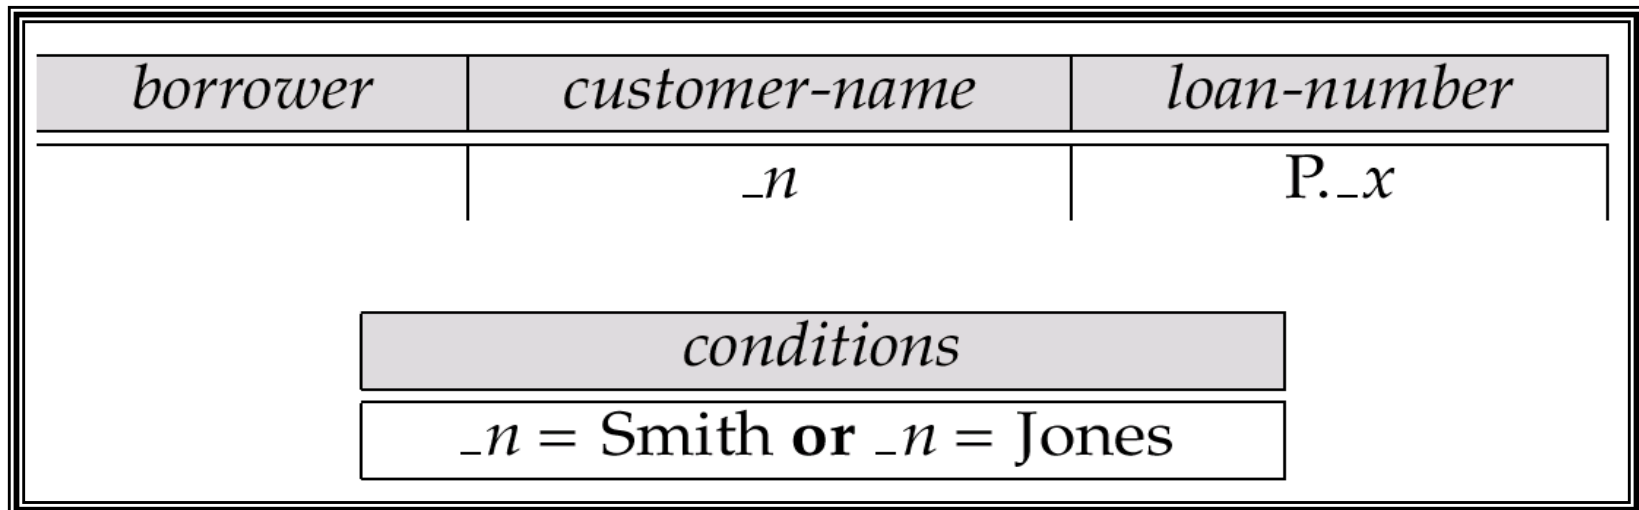 borrower customer-name loan-number
_n P._x
conditions
_n = Smith or _n = Jones